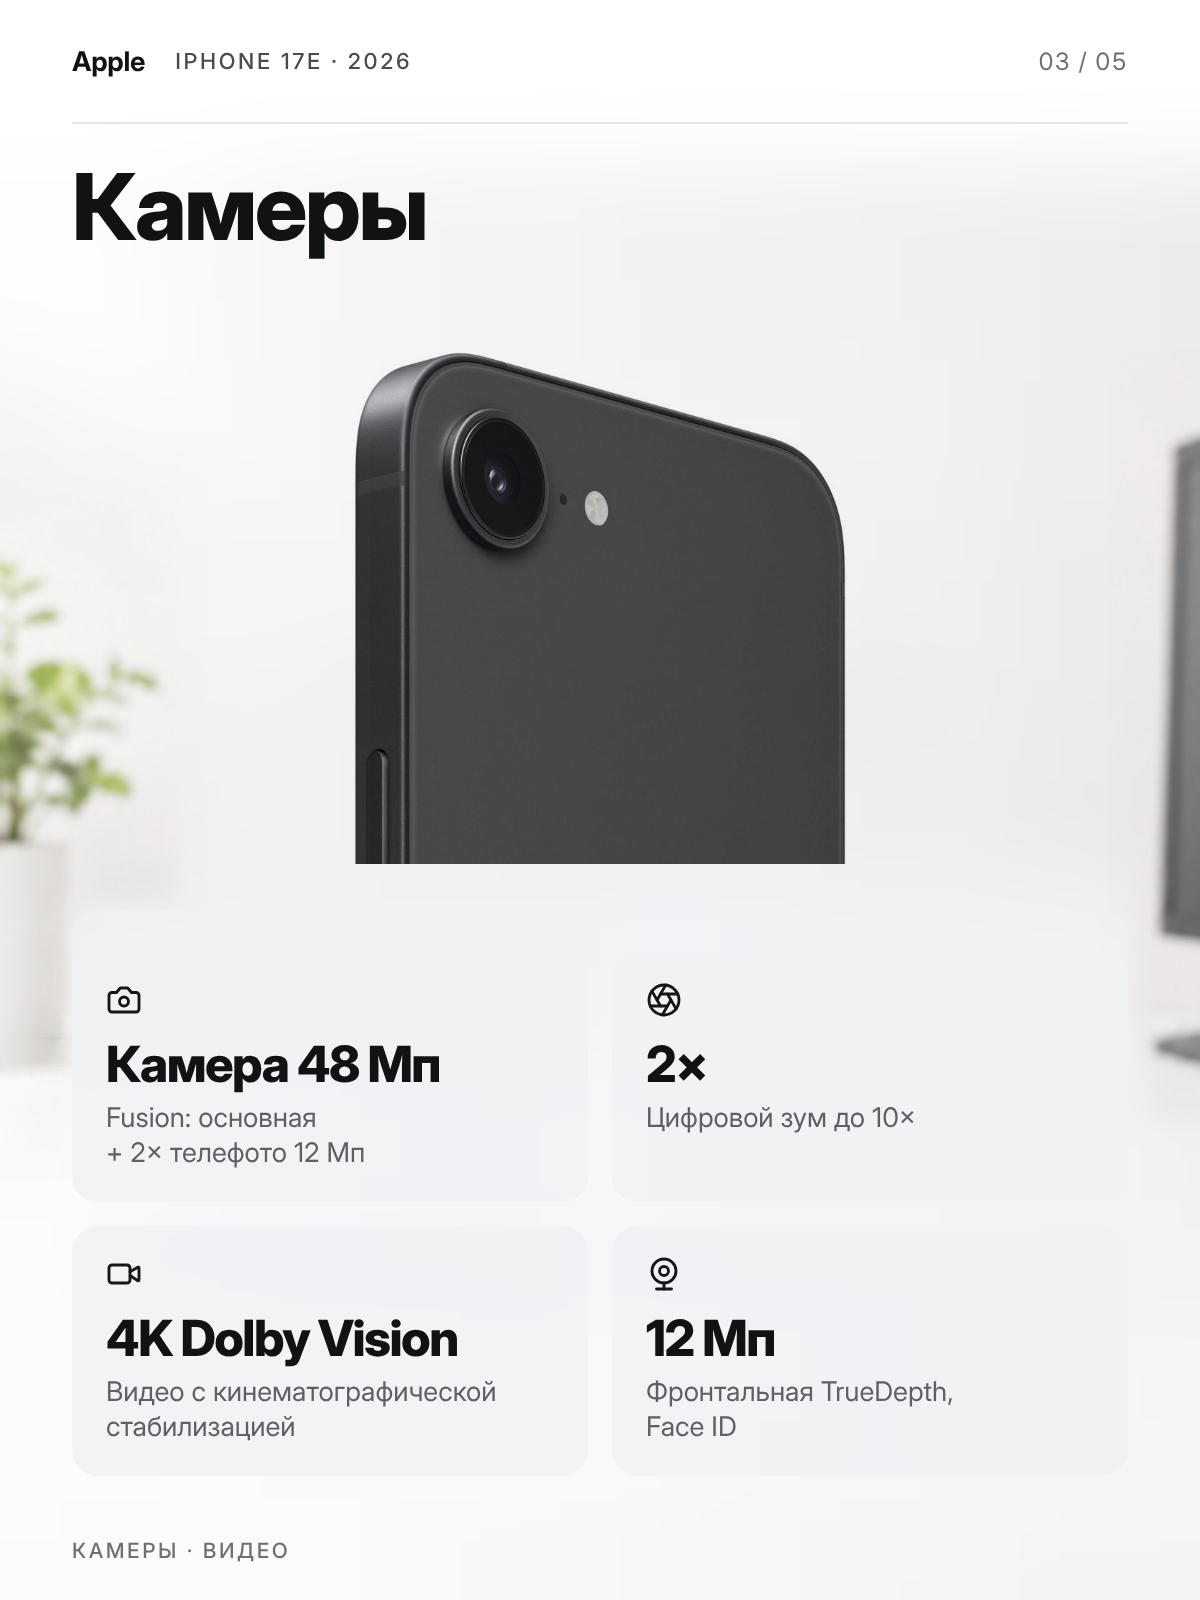 Apple IPHONE 17E · 2026 03 / 05
Камеры
Камера 48 Мп
Fusion: основная
+ 2× телефото 12 Мп
2×
Цифровой зум до 10×
4K Dolby Vision
Видео с кинематографической
стабилизацией
12 Мп
Фронтальная TrueDepth,
Face ID
КАМЕРЫ · ВИДЕО